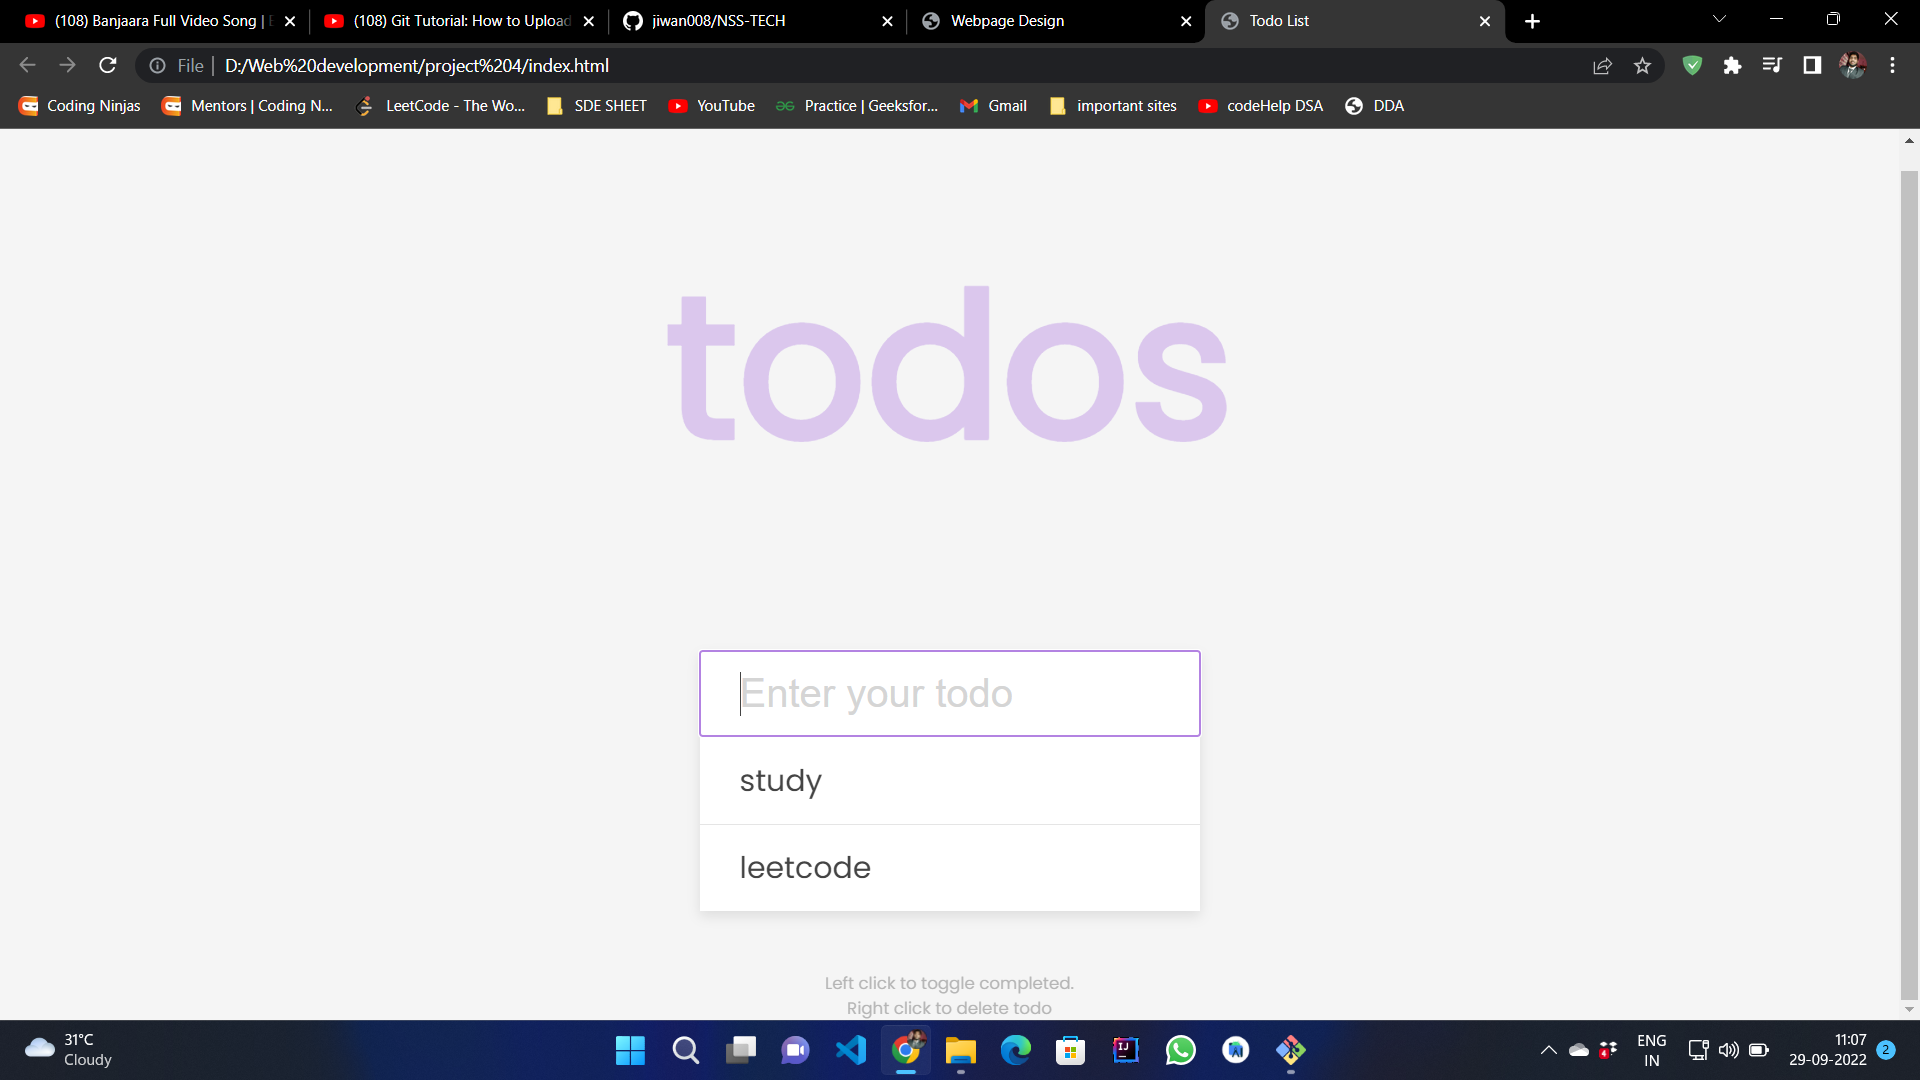 (108) Banjaara Full Video Song |
(108) Git Tutorial: How to Upload
jiwan008/NSS-TECH
Webpage Design
Todo List
File | D:/Web%20development/project%204/index.html
Coding Ninjas
Mentors | Coding N...
LeetCode - The Wo...
SDE SHEET
YouTube
Practice | Geeksfor...
Gmail
important sites
codeHelp DSA
DDA
todos
Enter your todo
study
leetcode
Left click to toggle completed.
Right click to delete todo
31°C
Cloudy
IJ
4
ENG
IN
11:07
29-09-2022
2